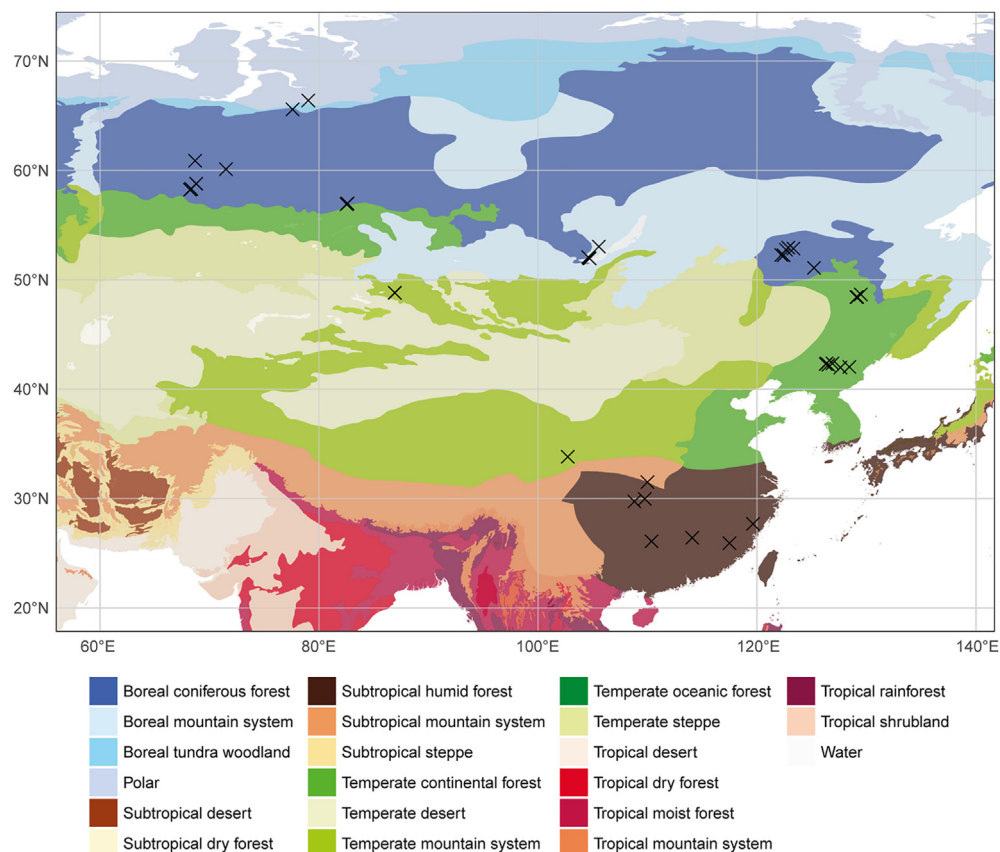 70°N
60°N
50°N
40°N
30°N
20°N
60°E 80°E 100°E 120°E 140°E
Boreal coniferous forest
Boreal mountain system
Boreal tundra woodland
Polar
Subtropical desert
Subtropical dry forest
Subtropical humid forest
Subtropical mountain system
Subtropical steppe
Temperate continental forest
Temperate desert
Temperate mountain system
Temperate oceanic forest
Temperate steppe
Tropical desert
Tropical dry forest
Tropical moist forest
Tropical mountain system
Tropical rainforest
Tropical shrubland
Water